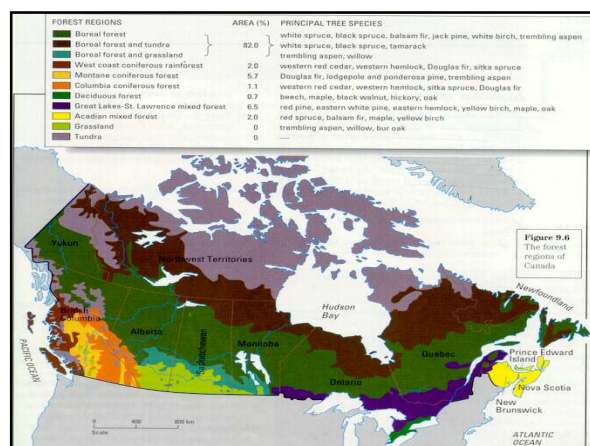 FOREST REGIONS AREA (%) PRINCIPAL TREE SPECIES
Boreal forest white spruce, black spruce, balsam fir, jack pine, white birch, trembling aspen
Boreal forest and tundra 82.0 white spruce, black spruce, tamarack
Boreal forest and grassland trembling aspen, willow
West coast coniferous rainforest 2.0 western red cedar, western hemlock, Douglas fir, sitka spruce
Montane coniferous forest 5.7 Douglas fir, lodgepole and ponderosa pine, trembling aspen
Columbia coniferous forest 1.1 western red cedar, western hemlock, sitka spruce, Douglas fir
Deciduous forest 0.7 beech, maple, black walnut, hickory, oak
Great Lakes-St. Lawrence mixed forest 6.5 red pine, eastern white pine, eastern hemlock, yellow birch, maple, oak
Acadian mixed forest 2.0 red spruce, balsam fir, maple, yellow birch
Grassland 0 trembling aspen, willow, bur oak
Tundra 0 ----
Figure 9.6
The forest
regions of
Canada
Yukon
Northwest Territories
British
Columbia
Alberta
Saskatchewan
Manitoba
Hudson
Bay
Ontario
Quebec
Newfoundland
Prince Edward
Island
Nova Scotia
New
Brunswick
PACIFIC OCEAN
ATLANTIC
OCEAN
0 400 800 km
Scale